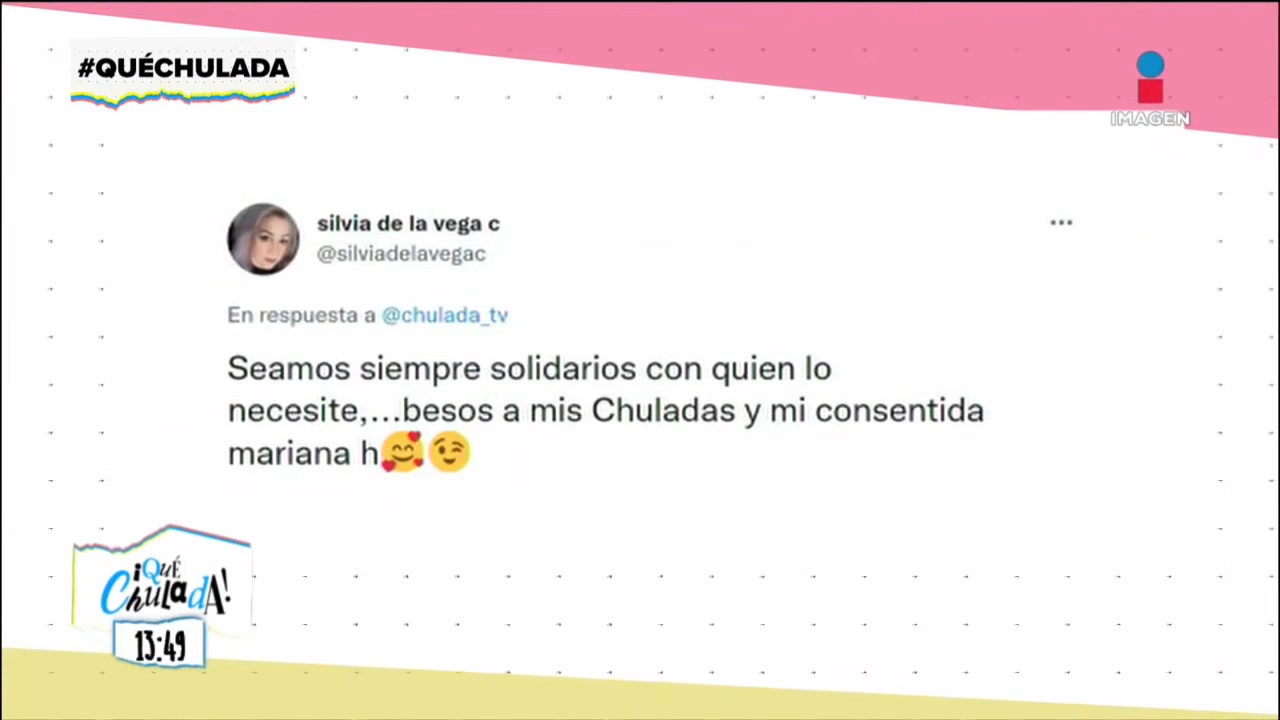 #QUÉCHULADA
IMAGEN
silvia de la vega c
@silviadelavegac
En respuesta a @chulada_tv
Seamos siempre solidarios con quien lo
necesite,...besos a mis Chuladas y mi consentida
mariana h🥰😉
¡QuÉ
ChuladA!
13:49